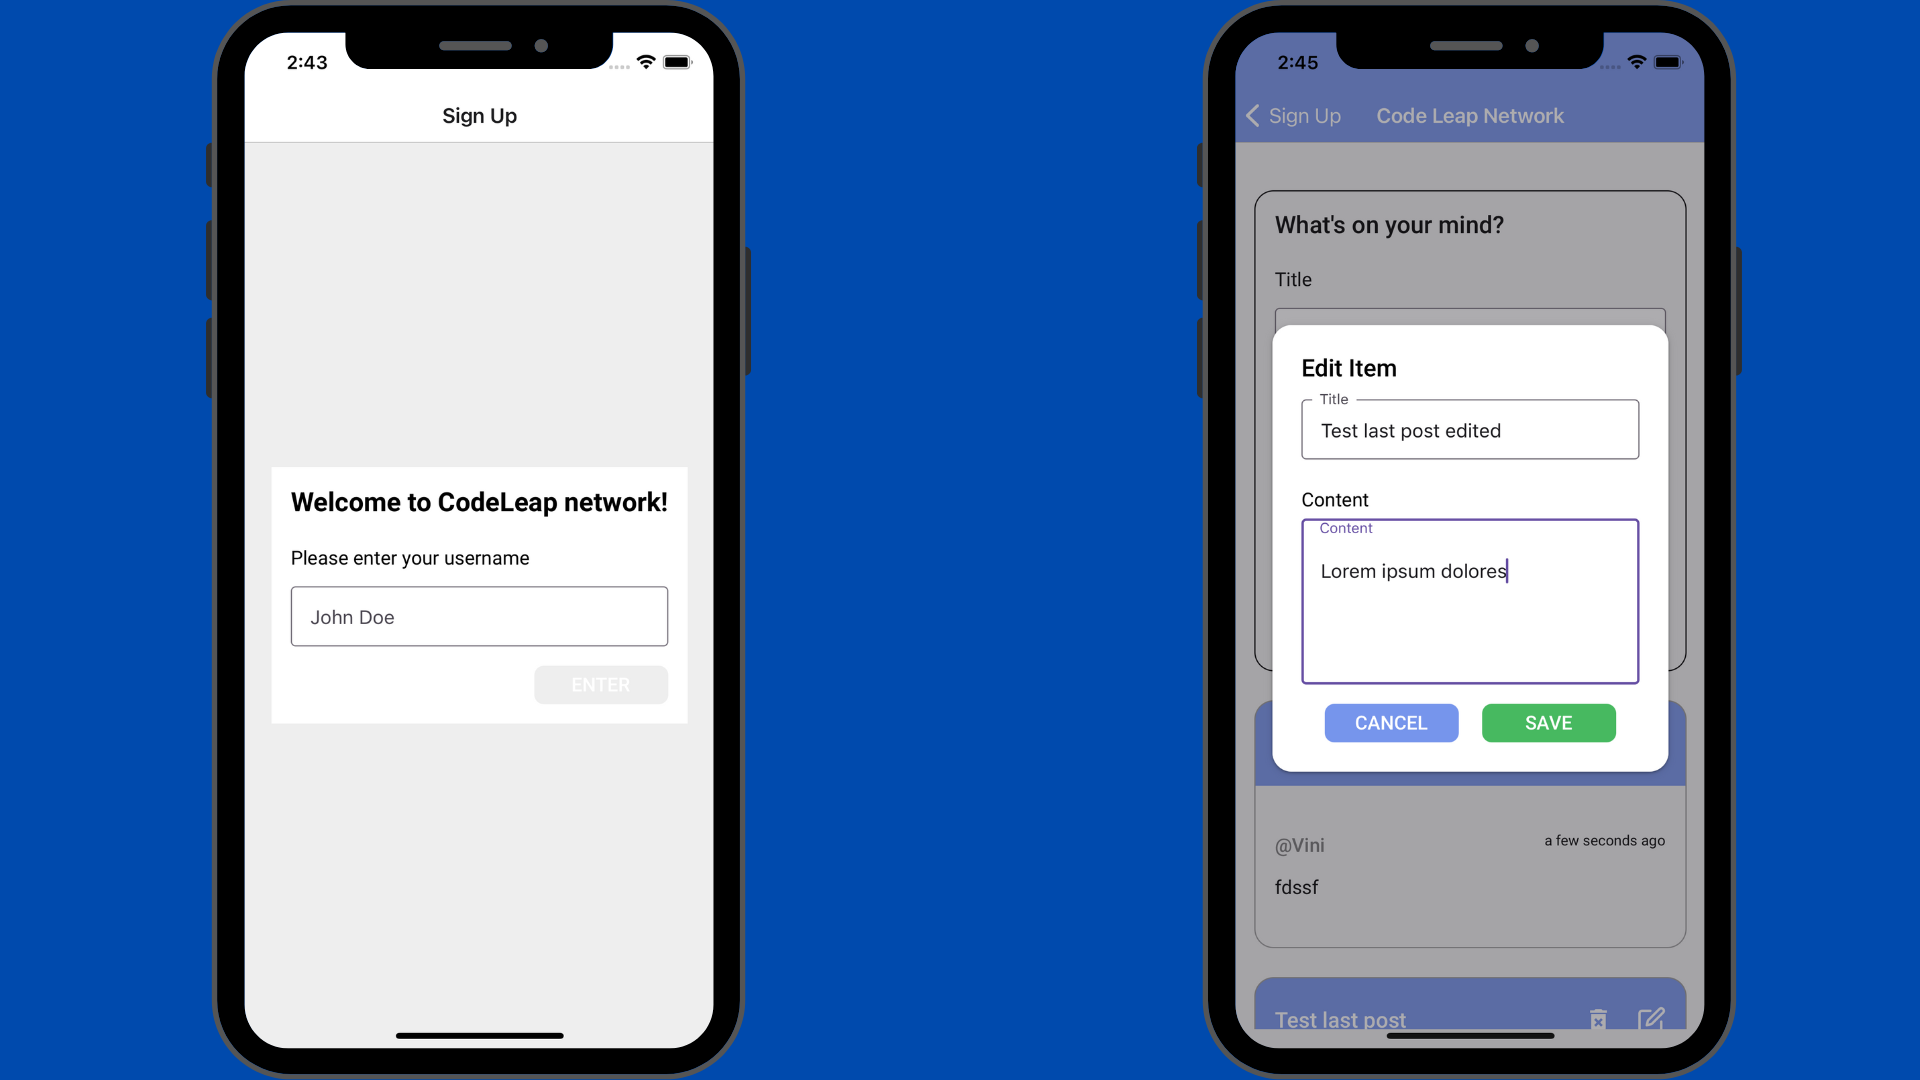 2:43
Sign Up
Welcome to CodeLeap network!
Please enter your username
John Doe
ENTER
2:45
Sign Up
Code Leap Network
What's on your mind?
Title
Edit Item
Title
Test last post edited
Content
Content
Lorem ipsum dolores
CANCEL
SAVE
@Vini
a few seconds ago
fdssf
Test last post